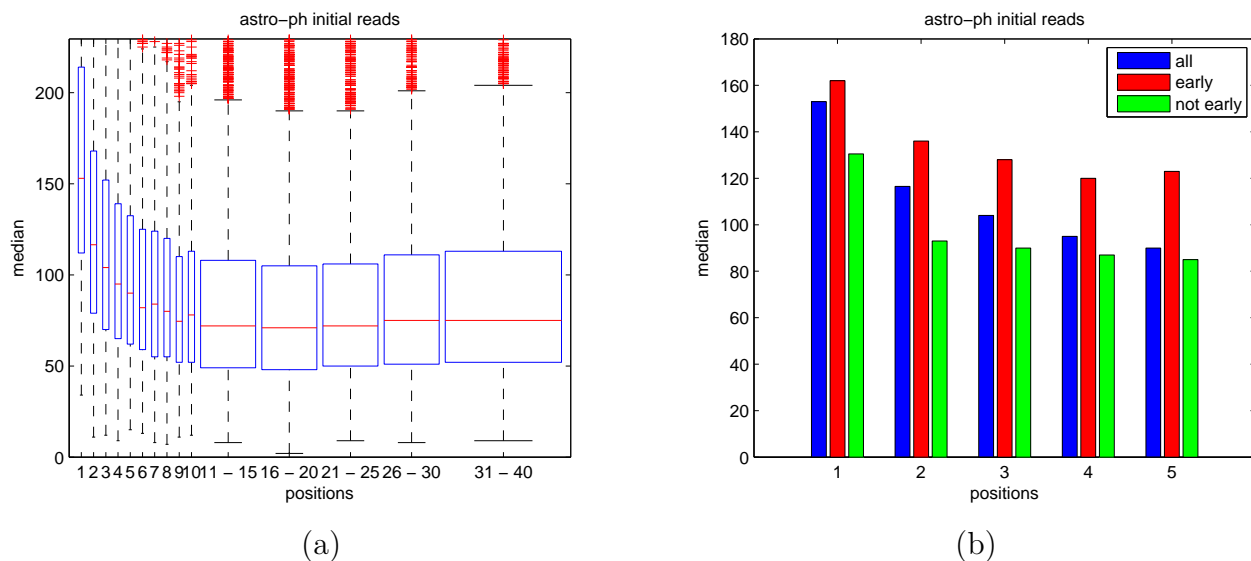 astro-ph initial reads
200
150
100
50
0
median
1 2 3 4 5 6 7 8 9 10 11 - 15 16 - 20 21 - 25 26 - 30 31 - 40
positions
(a)
astro-ph initial reads
180
160
140
120
100
80
60
40
20
0
median
all
early
not early
1 2 3 4 5
positions
(b)